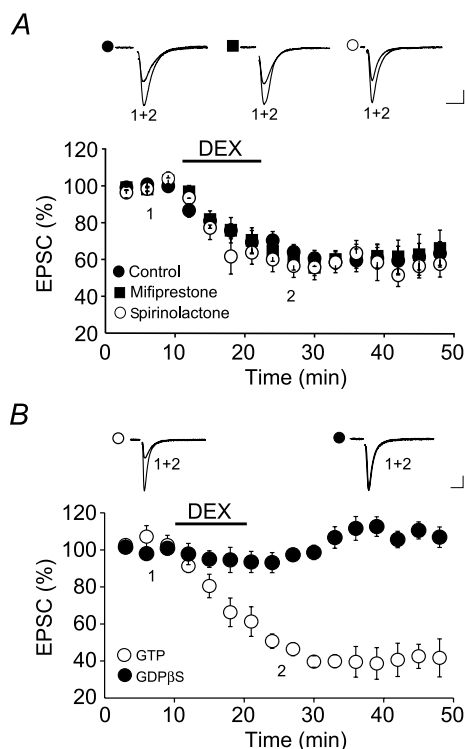 A
1+2 1+2 1+2
DEX
120
100
80
60
40
20
EPSC (%)
1
2
Control
Mifiprestone
Spirinolactone
0 10 20 30 40 50
Time (min)
B
1+2 1+2
DEX
120
100
80
60
40
20
EPSC (%)
1
2
GTP
GDPβS
0 10 20 30 40 50
Time (min)